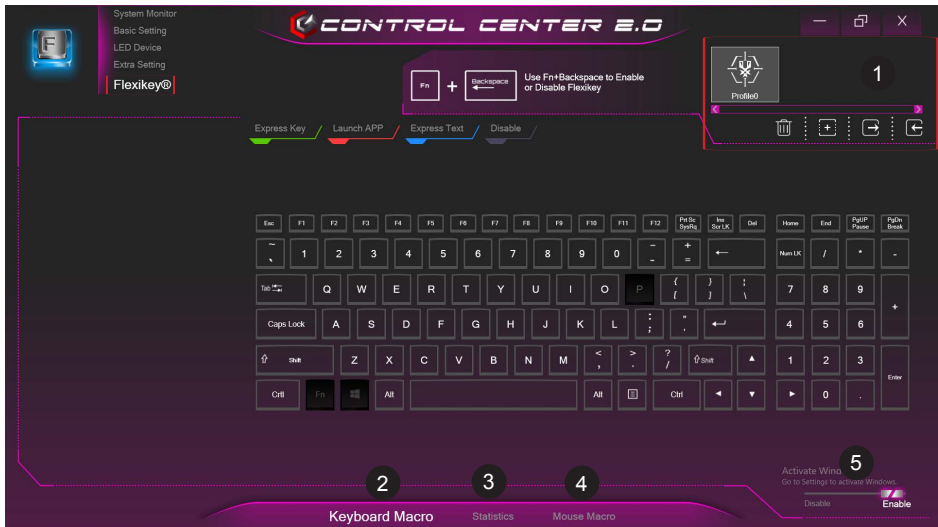 System Monitor
Basic Setting
LED Device
Extra Setting
Flexikey®
F
CONTROL CENTER 2.0
Fn + Backspace
Use Fn+Backspace to Enable
or Disable Flexikey
Profile0
1
Express Key / Launch APP / Express Text / Disable /
Esc F1 F2 F3 F4 F5 F6 F7 F8 F9 F10 F11 F12 Prt Sc SysRq Ins Scr LK Del Home End PgUP Pause PgDn Break
~ ` 1 2 3 4 5 6 7 8 9 0 - - + = ← Num LK / * -
Tab Q W E R T Y U I O P { [ } ] ¦ \ 7 8 9 +
Caps Lock A S D F G H J K L : ; " ' 4 5 6
Shift Z X C V B N M < , > . ? / Shift 1 2 3 Enter
Crtl Fn Alt Alt Ctrl 0 .
Activate Wind
5
Go to Settings to activate Windows.
Disable Enable
2 3 4
Keyboard Macro Statistics Mouse Macro